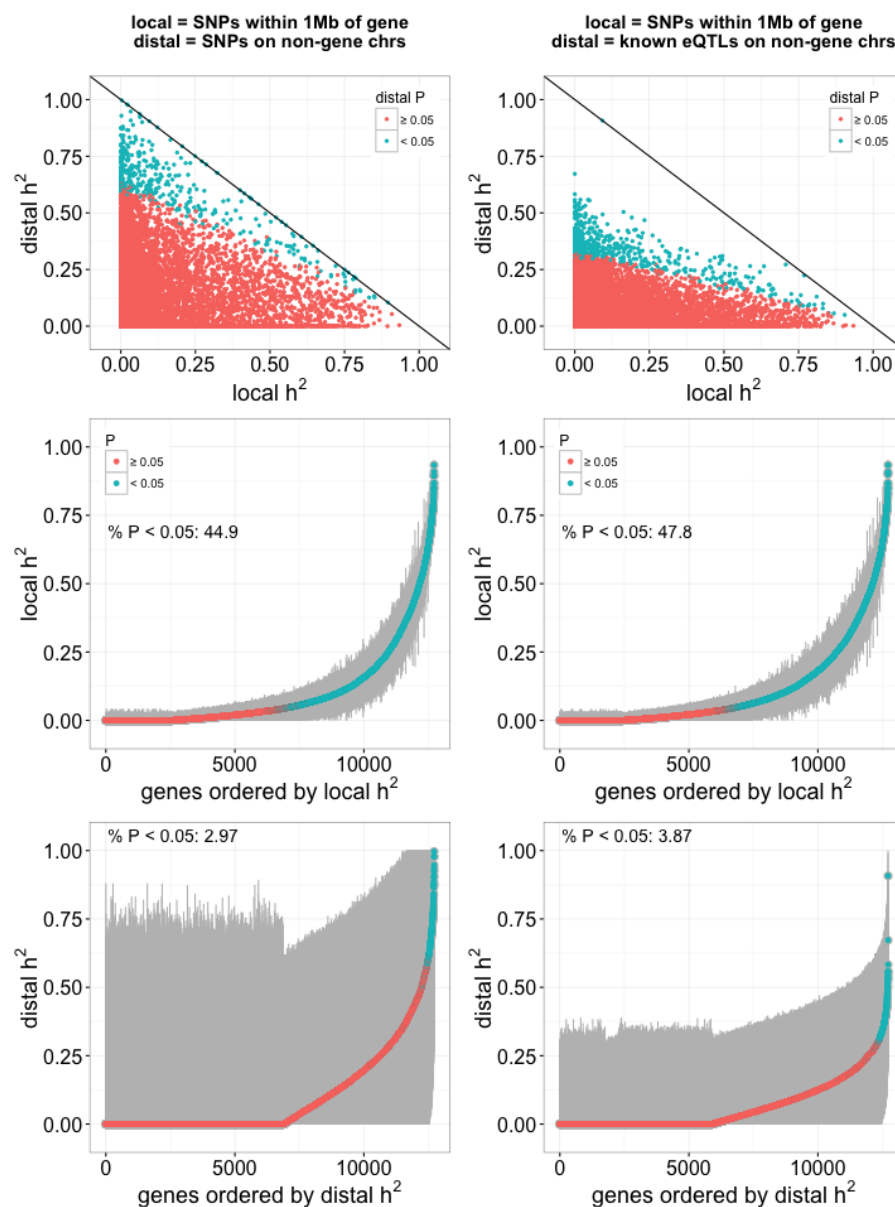 local = SNPs within 1Mb of gene
distal = SNPs on non-gene chrs
local = SNPs within 1Mb of gene
distal = known eQTLs on non-gene chrs
distal P
≥ 0.05
< 0.05
1.00
0.75
0.50
0.25
0.00
distal h²
0.00 0.25 0.50 0.75 1.00
local h²
distal P
≥ 0.05
< 0.05
1.00
0.75
0.50
0.25
0.00
distal h²
0.00 0.25 0.50 0.75 1.00
local h²
P
≥ 0.05
< 0.05
% P < 0.05: 44.9
1.00
0.75
0.50
0.25
0.00
local h²
0 5000 10000
genes ordered by local h²
P
≥ 0.05
< 0.05
% P < 0.05: 47.8
1.00
0.75
0.50
0.25
0.00
local h²
0 5000 10000
genes ordered by local h²
% P < 0.05: 2.97
1.00
0.75
0.50
0.25
0.00
distal h²
0 5000 10000
genes ordered by distal h²
% P < 0.05: 3.87
1.00
0.75
0.50
0.25
0.00
distal h²
0 5000 10000
genes ordered by distal h²